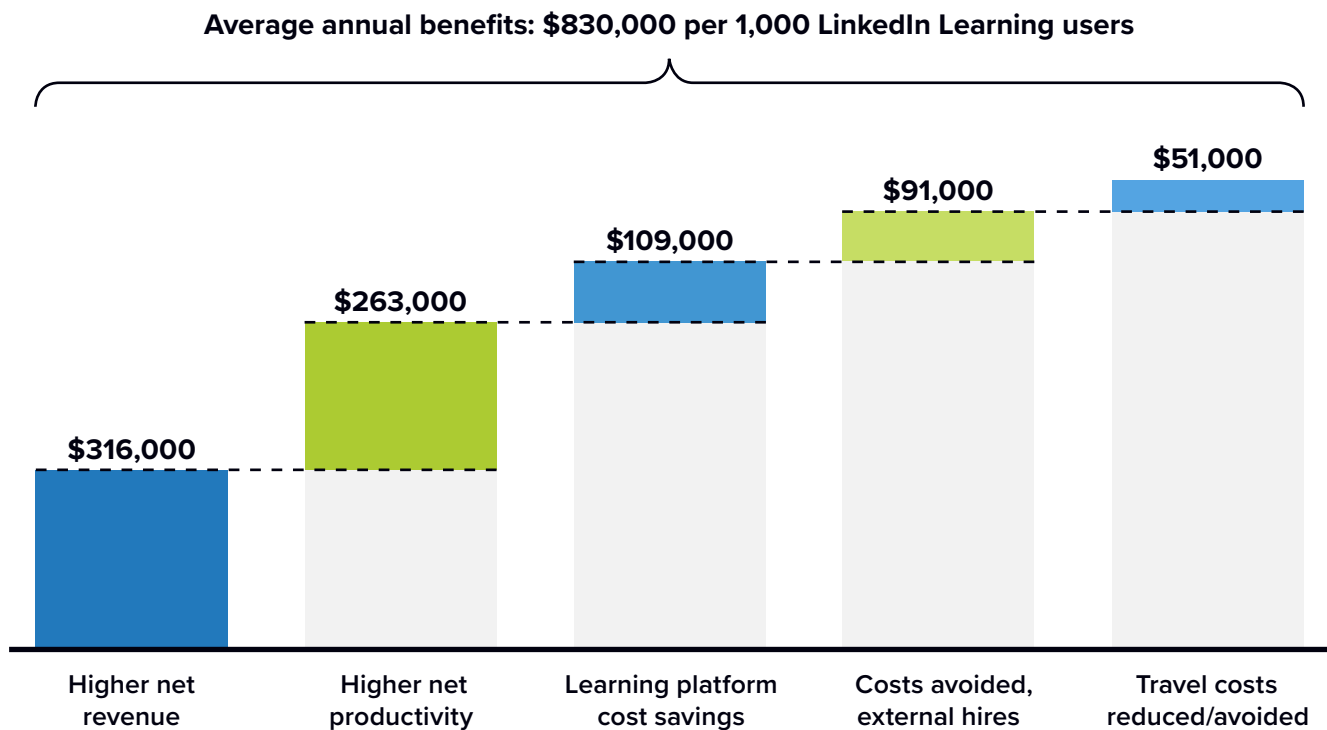 Average annual benefits: $830,000 per 1,000 LinkedIn Learning users
$51,000
$91,000
$109,000
$263,000
$316,000
Higher net
revenue
Higher net
productivity
Learning platform
cost savings
Costs avoided,
external hires
Travel costs
reduced/avoided